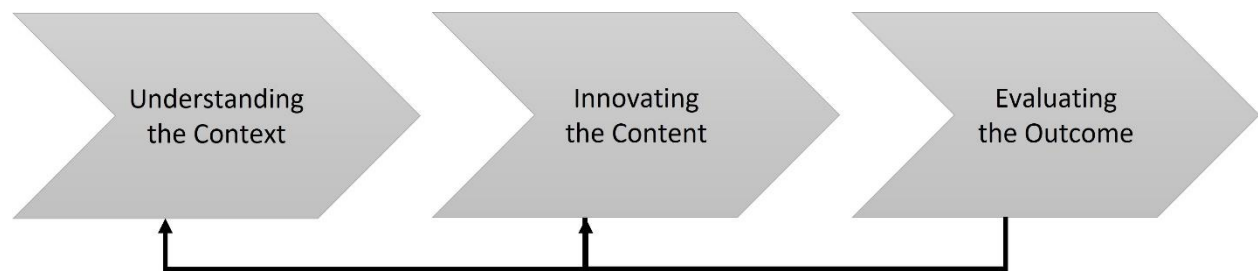 Understanding
the Context
Innovating
the Content
Evaluating
the Outcome